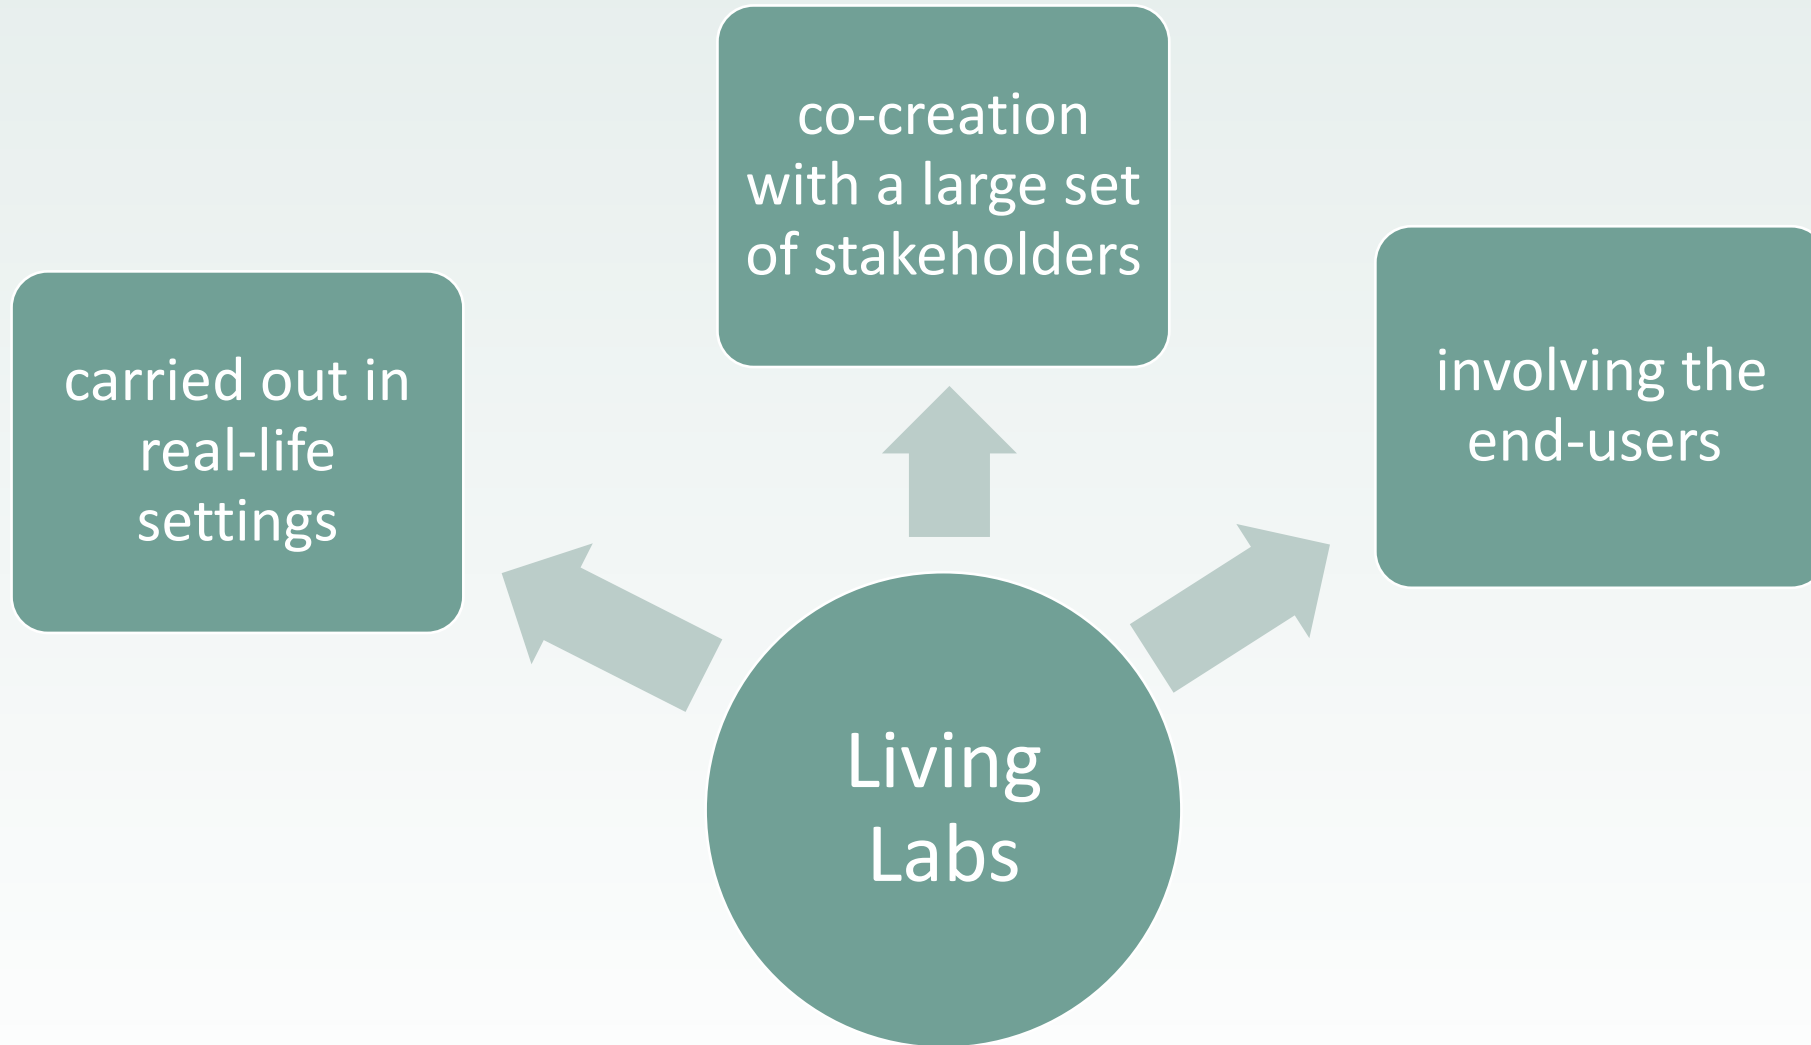 co-creation
with a large set
of stakeholders
carried out in
real-life
settings
involving the
end-users
Living
Labs